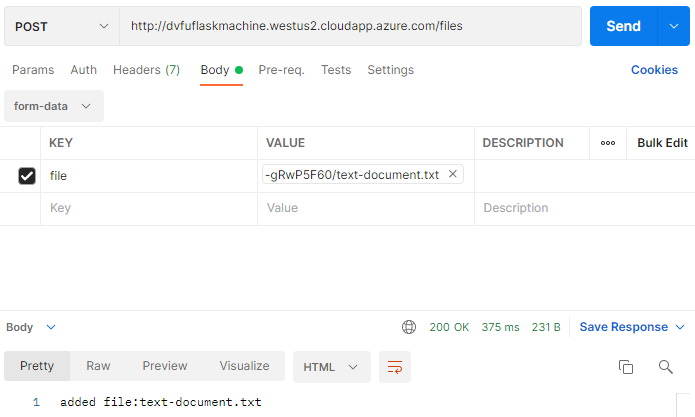 POST http://dvfuflaskmachine.westus2.cloudapp.azure.com/files Send
Params Auth Headers (7) Body Pre-req. Tests Settings Cookies
form-data
KEY VALUE DESCRIPTION ooo Bulk Edit
file -gRwP5F60/text-document.txt
Key Value Description
Body 200 OK 375 ms 231 B Save Response
Pretty Raw Preview Visualize HTML
1 added file:text-document.txt